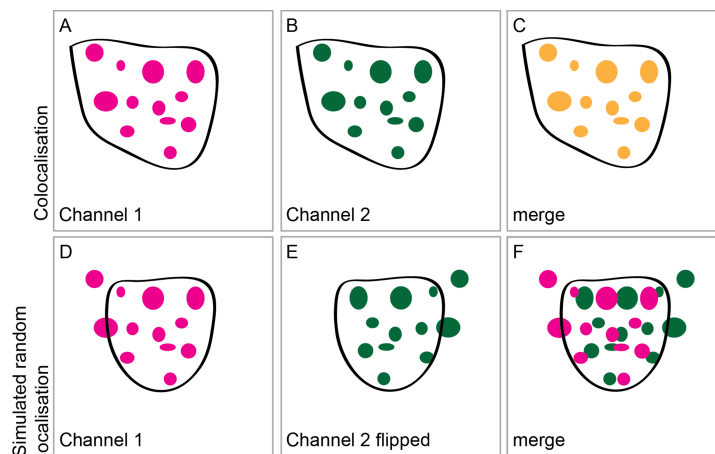 A
B
C
Colocalisation
Channel 1
Channel 2
merge
D
E
F
Simulated random
ocalisation
Channel 1
Channel 2 flipped
merge